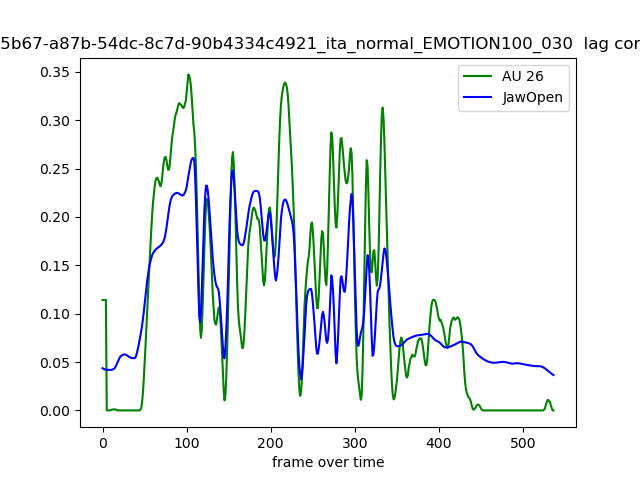 5b67-a87b-54dc-8c7d-90b4334c4921_ita_normal_EMOTION100_030 lag cor
AU 26
JawOpen
0.35
0.30
0.25
0.20
0.15
0.10
0.05
0.00
0 100 200 300 400 500
frame over time